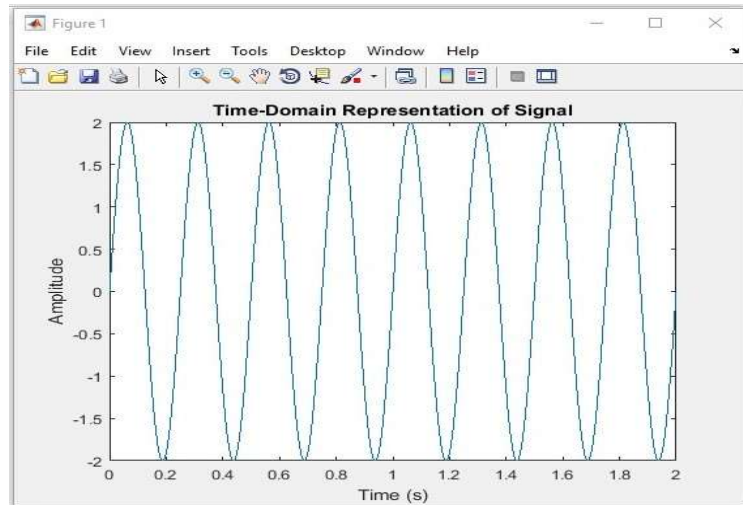 Figure 1
File Edit View Insert Tools Desktop Window Help
Time-Domain Representation of Signal
2
1.5
1
0.5
0
-0.5
-1
-1.5
-2
Amplitude
0 0.2 0.4 0.6 0.8 1 1.2 1.4 1.6 1.8 2
Time (s)